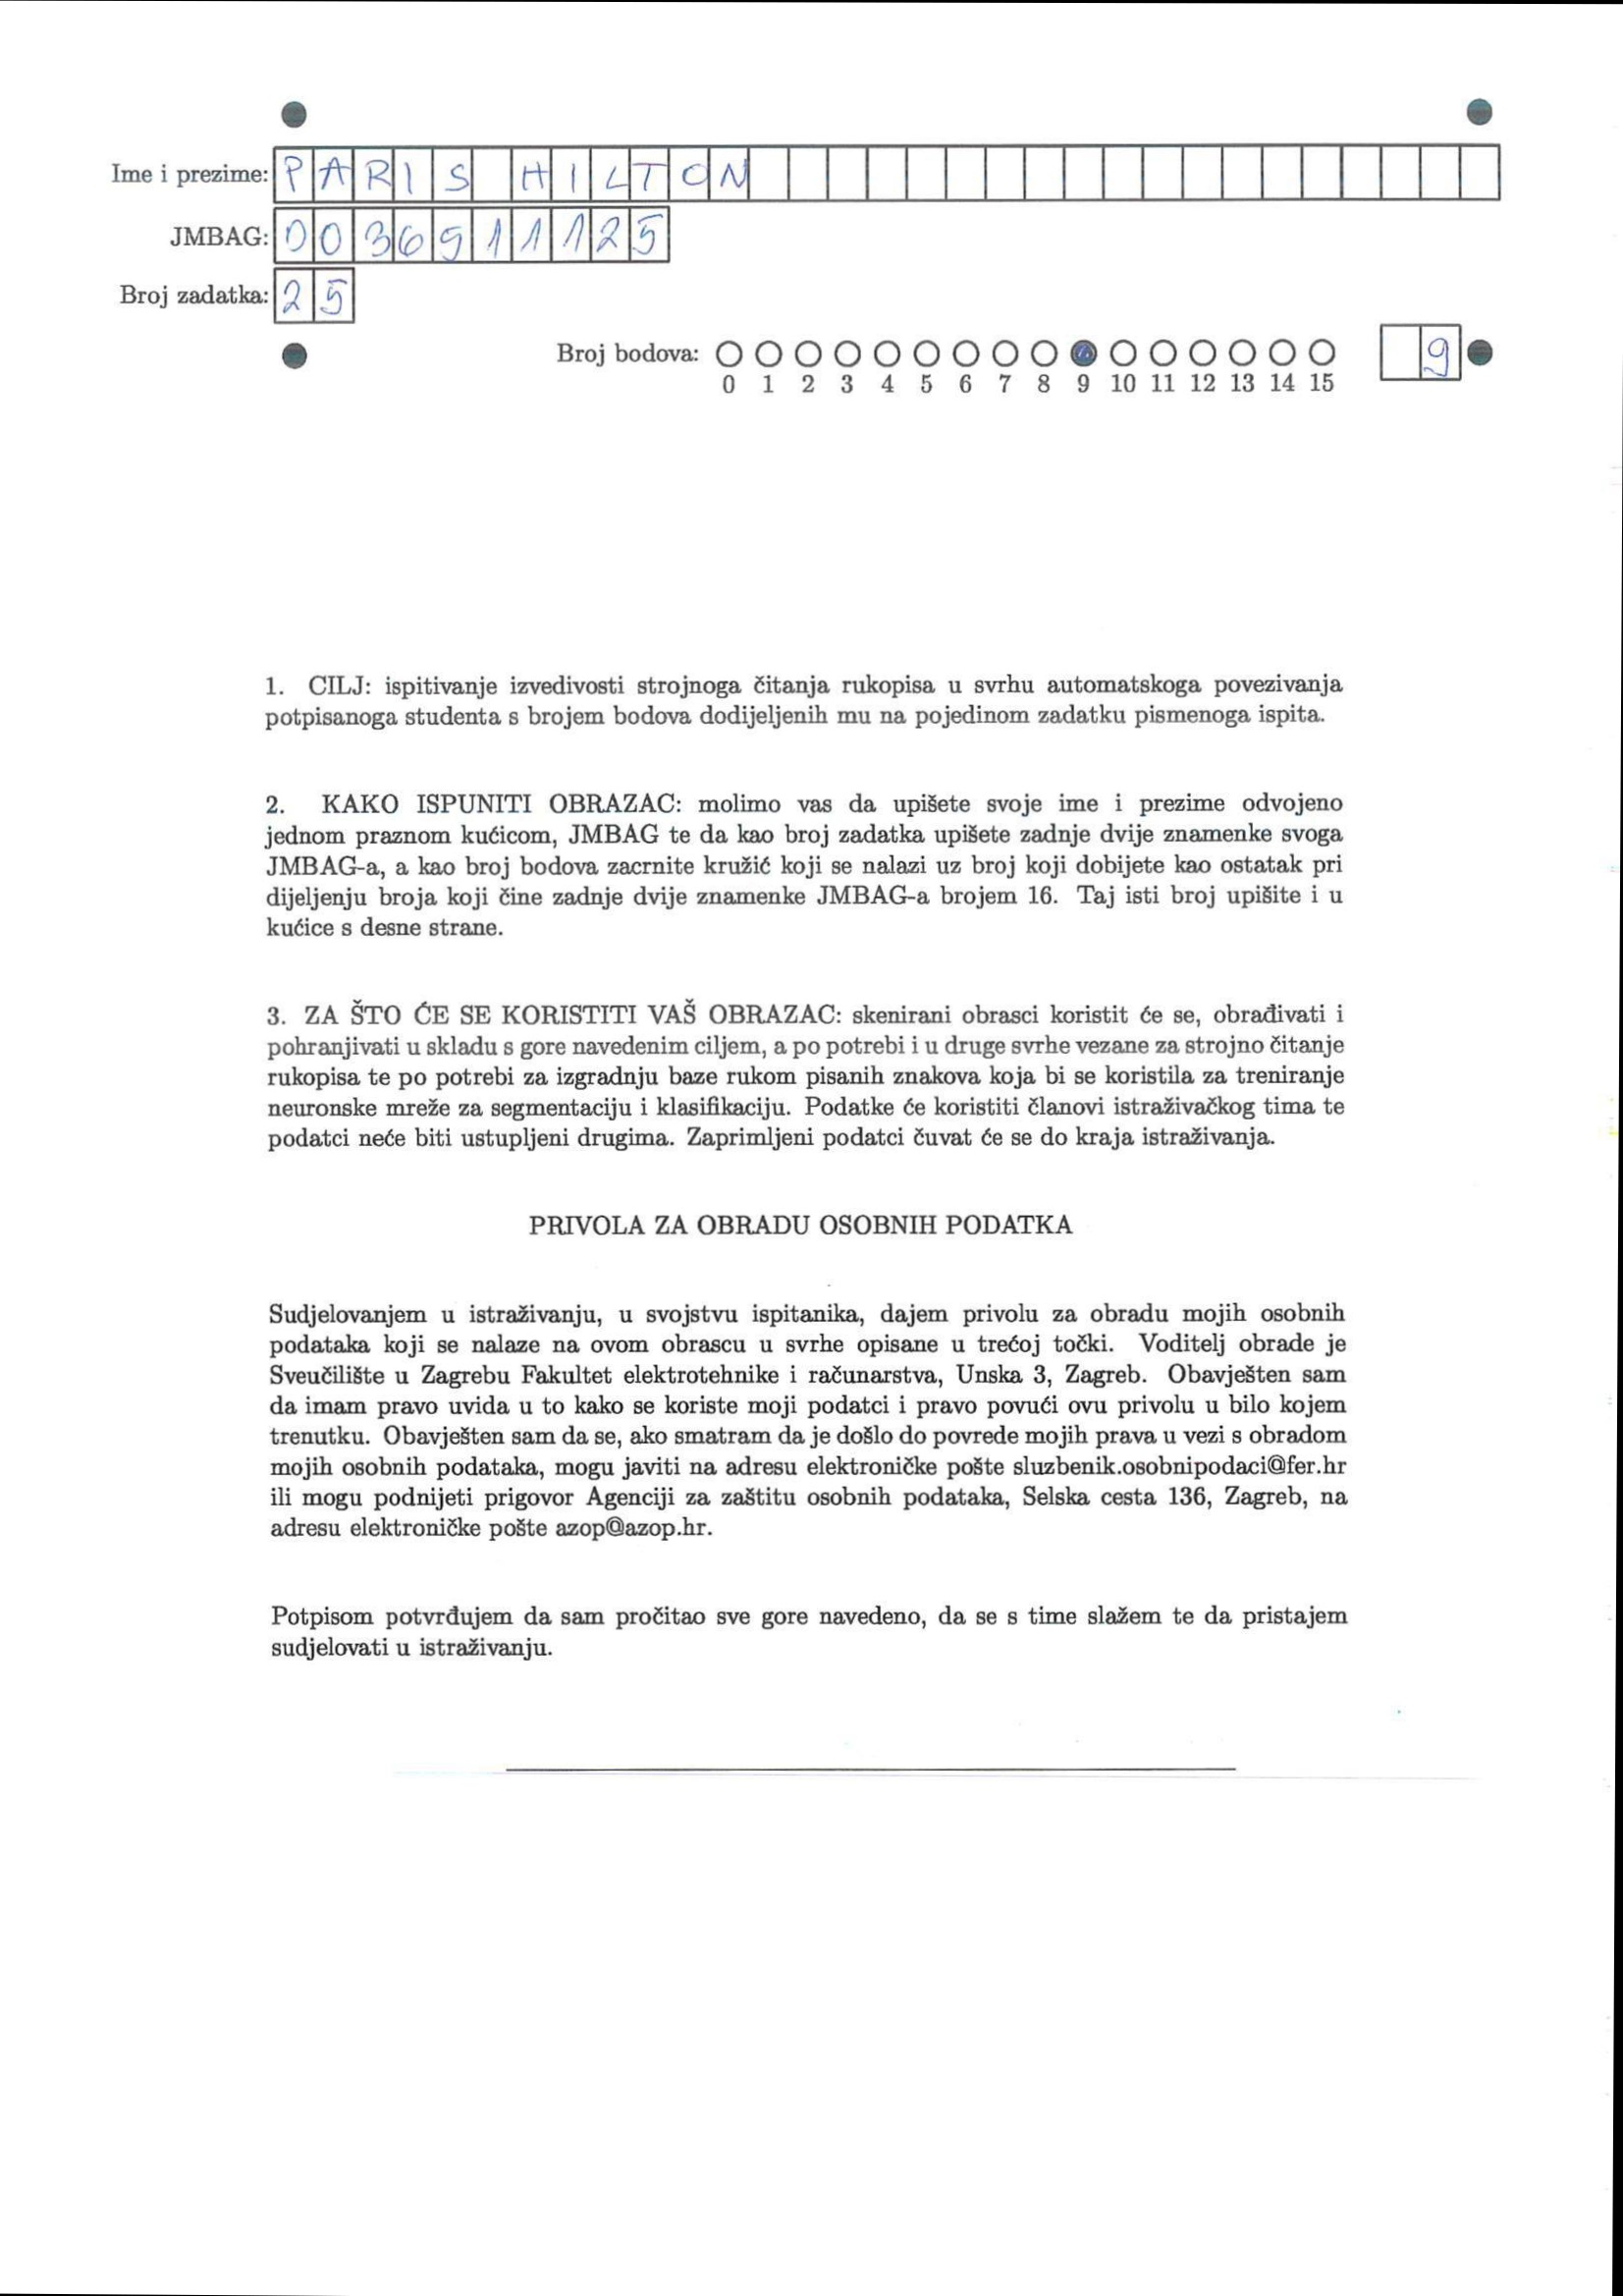 Ime i prezime: PARIS HILTON
JMBAG: 0036911125
Broj zadatka: 25
Broj bodova: 9
0 1 2 3 4 5 6 7 8 9 10 11 12 13 14 15
1. CILJ: ispitivanje izvedivosti strojnoga čitanja rukopisa u svrhu automatskoga povezivanja
potpisanoga studenta s brojem bodova dodijeljenih mu na pojedinom zadatku pismenoga ispita.
2. KAKO ISPUNITI OBRAZAC: molimo vas da upišete svoje ime i prezime odvojeno
jednom praznom kućicom, JMBAG te da kao broj zadatka upišete zadnje dvije znamenke svoga
JMBAG-a, a kao broj bodova zacrnite kružić koji se nalazi uz broj koji dobijete kao ostatak pri
dijeljenju broja koji čine zadnje dvije znamenke JMBAG-a brojem 16. Taj isti broj upišite i u
kućice s desne strane.
3. ZA ŠTO ĆE SE KORISTITI VAŠ OBRAZAC: skenirani obrasci koristit će se, obrađivati i
pohranjivati u skladu s gore navedenim ciljem, a po potrebi i u druge svrhe vezane za strojno čitanje
rukopisa te po potrebi za izgradnju baze rukom pisanih znakova koja bi se koristila za treniranje
neuronske mreže za segmentaciju i klasifikaciju. Podatke će koristiti članovi istraživačkog tima te
podatci neće biti ustupljeni drugima. Zaprimljeni podatci čuvat će se do kraja istraživanja.
PRIVOLA ZA OBRADU OSOBNIH PODATKA
Sudjelovanjem u istraživanju, u svojstvu ispitanika, dajem privolu za obradu mojih osobnih
podataka koji se nalaze na ovom obrascu u svrhe opisane u trećoj točki. Voditelj obrade je
Sveučilište u Zagrebu Fakultet elektrotehnike i računarstva, Unska 3, Zagreb. Obavješten sam
da imam pravo uvida u to kako se koriste moji podatci i pravo povući ovu privolu u bilo kojem
trenutku. Obavješten sam da se, ako smatram da je došlo do povrede mojih prava u vezi s obradom
mojih osobnih podataka, mogu javiti na adresu elektroničke pošte sluzbenik.osobnipodaci@fer.hr
ili mogu podnijeti prigovor Agenciji za zaštitu osobnih podataka, Selska cesta 136, Zagreb, na
adresu elektroničke pošte azop@azop.hr.
Potpisom potvrđujem da sam pročitao sve gore navedeno, da se s time slažem te da pristajem
sudjelovati u istraživanju.